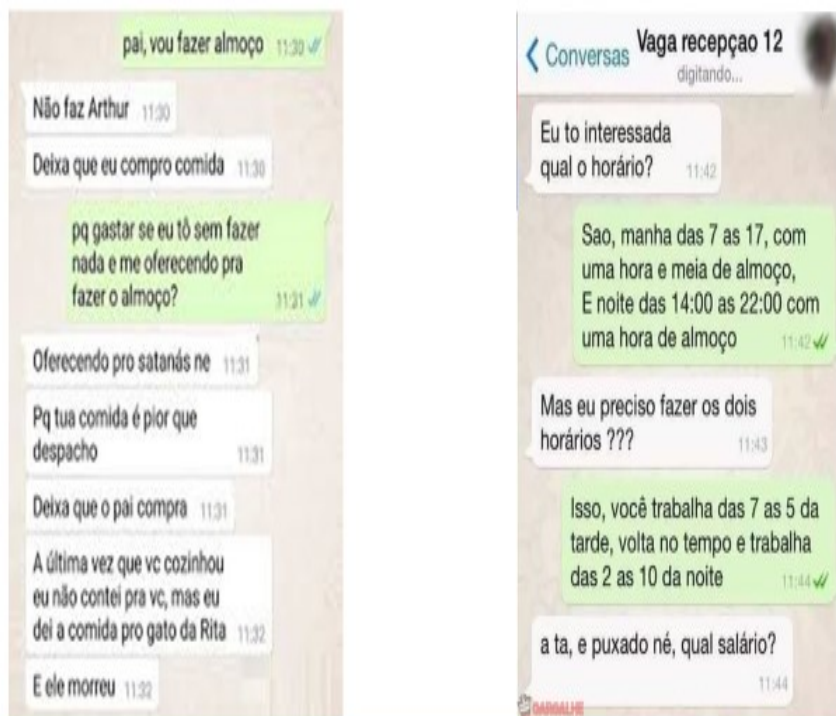 pai, vou fazer almoço 11:30
Não faz Arthur 11:30
Deixa que eu compro comida 11:30
pq gastar se eu tô sem fazer
nada e me oferecendo pra
fazer o almoço? 11:31
Oferecendo pro satanás ne 11:31
Pq tua comida é pior que
despacho 11:31
Deixa que o pai compra 11:31
A última vez que vc cozinhou
eu não contei pra vc, mas eu
dei a comida pro gato da Rita 11:32
E ele morreu 11:32
Conversas Vaga recepçao 12
digitando...
Eu to interessada
qual o horário? 11:42
Sao, manha das 7 as 17, com
uma hora e meia de almoço,
E noite das 14:00 as 22:00 com
uma hora de almoço 11:42
Mas eu preciso fazer os dois
horários ??? 11:43
Isso, você trabalha das 7 as 5 da
tarde, volta no tempo e trabalha
das 2 as 10 da noite 11:44
a ta, e puxado né, qual salário?
11:44
GARGALHE